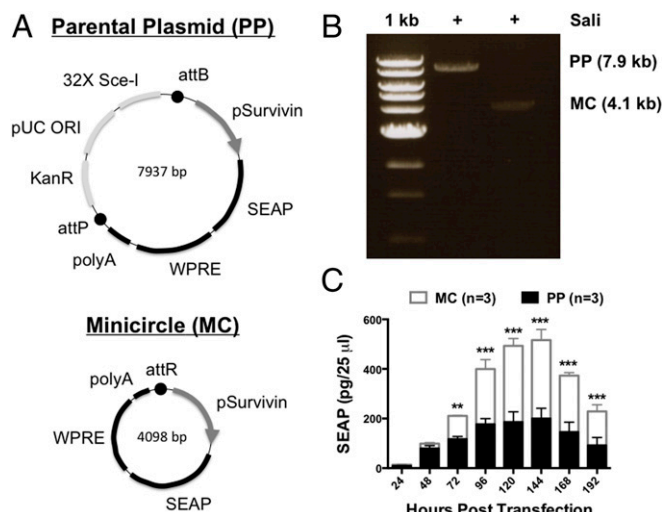 A
Parental Plasmid (PP)
32X Sce-I
attB
pUC ORI
pSurvivin
KanR
7937 bp
SEAP
attP
polyA
WPRE
Minicircle (MC)
polyA
attR
pSurvivin
WPRE
4098 bp
SEAP
B
1 kb + + SalI
PP (7.9 kb)
MC (4.1 kb)
C
MC (n=3) PP (n=3)
SEAP (pg/25 µl)
600
400
200
0
** *** *** *** *** ***
24 48 72 96 120 144 168 192
Hours Post Transfection